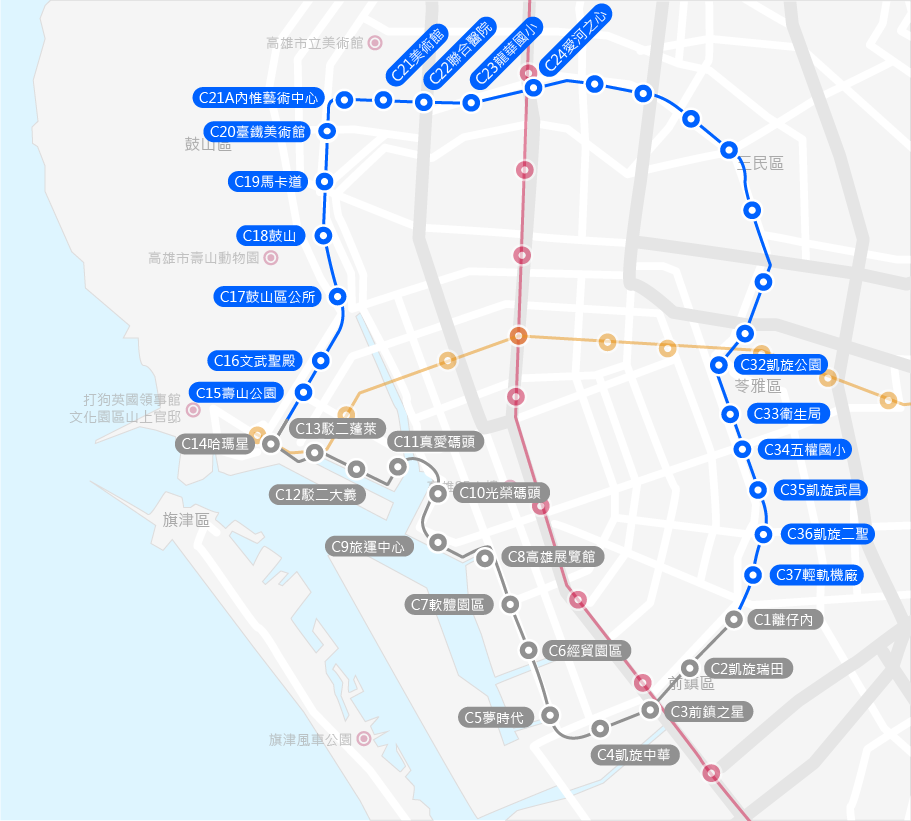 高雄市立美術館
C21美術館
C22聯合醫院
C23龍華國小
C24愛河之心
C21A內惟藝術中心
C20臺鐵美術館
鼓山區
三民區
C19馬卡道
C18鼓山
高雄市壽山動物園
C17鼓山區公所
C16文武聖殿
C32凱旋公園
苓雅區
C15壽山公園
打狗英國領事館
文化園區山上官邸
C33衛生局
C13駁二蓬萊
C14哈瑪星
C11真愛碼頭
C34五權國小
C12駁二大義
C10光榮碼頭
C35凱旋武昌
旗津區
C36凱旋二聖
C9旅運中心
C8高雄展覽館
C37輕軌機廠
C7軟體園區
C1離仔內
C6經貿園區
C2凱旋瑞田
前鎮區
C5夢時代
C3前鎮之星
旗津風車公園
C4凱旋中華